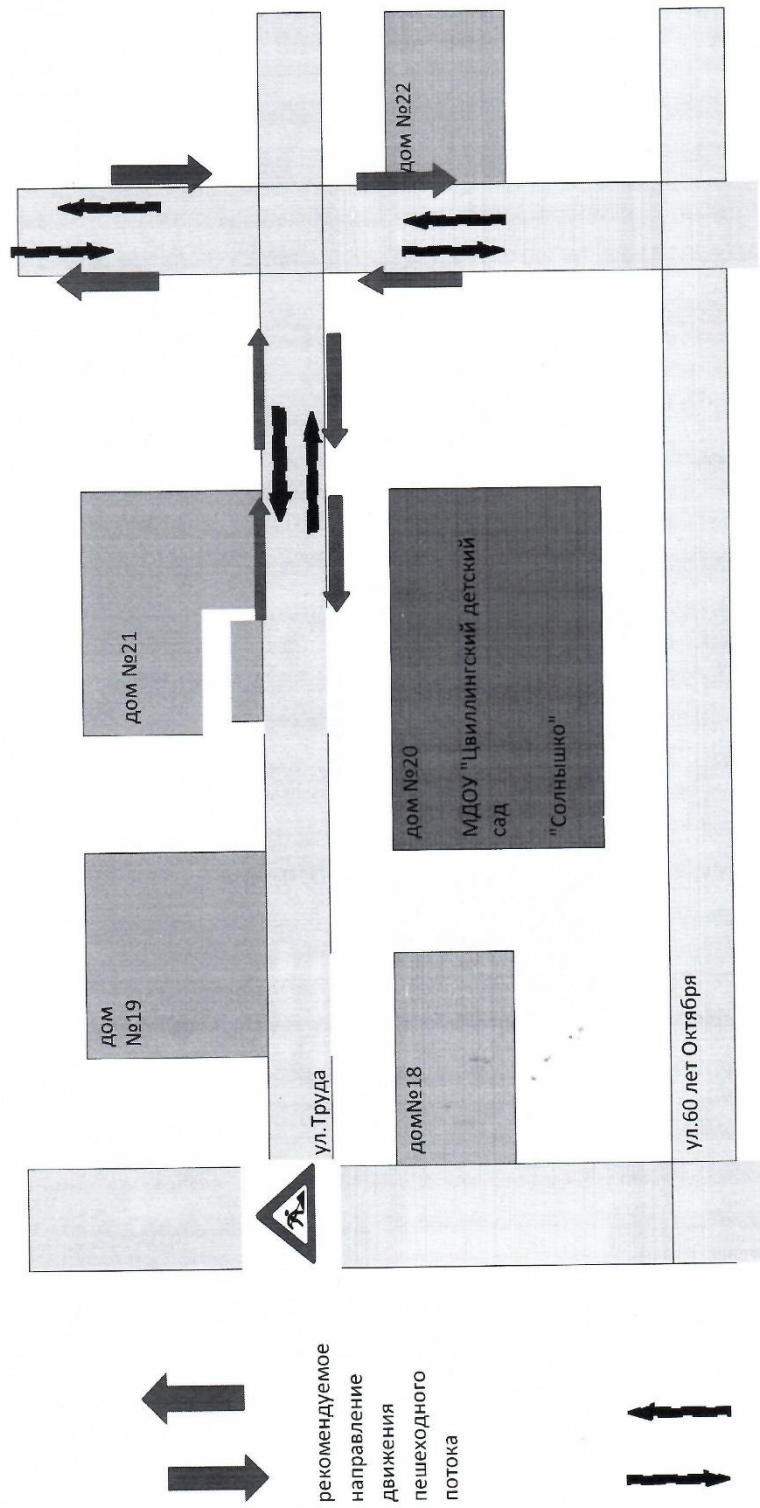 дом
№19
дом №21
ул.Труда
дом№18
дом №20
МДОУ "Цвиллингский детский
сад
"Солнышко"
дом №22
ул.60 лет Октября
рекомендуемое
направление
движения
пешеходного
потока